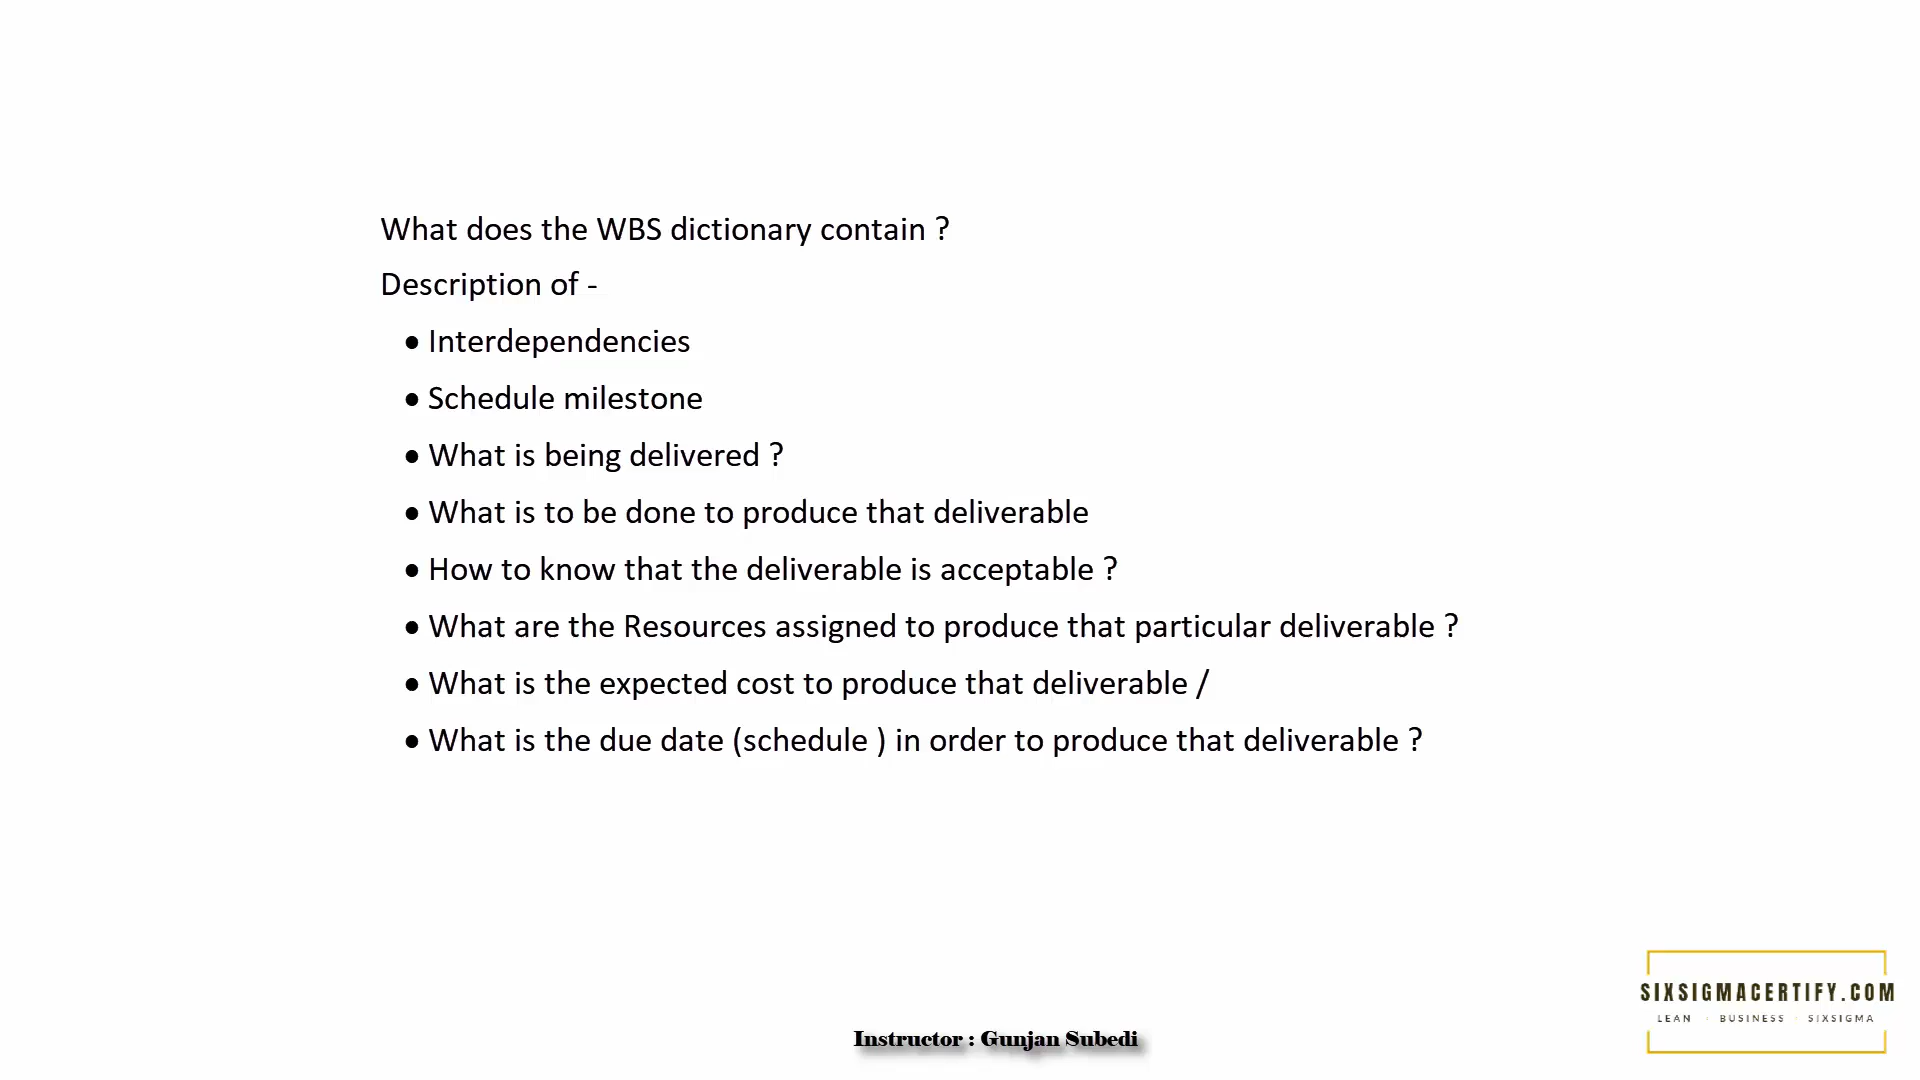 What does the WBS dictionary contain ?
Description of -
• Interdependencies
• Schedule milestone
• What is being delivered ?
• What is to be done to produce that deliverable
• How to know that the deliverable is acceptable ?
• What are the Resources assigned to produce that particular deliverable ?
• What is the expected cost to produce that deliverable /
• What is the due date (schedule ) in order to produce that deliverable ?
SIXSIGMACERTIFY.COM
LEAN · BUSINESS · SIXSIGMA
Instructor : Gunjan Subedi